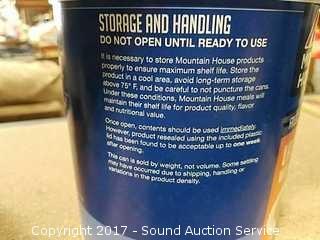 STORAGE AND HANDLING
DO NOT OPEN UNTIL READY TO USE
It is necessary to store Mountain House products
properly to ensure maximum shelf life. Store the
product in a cool area, avoid long-term storage
above 75° F, and be careful to not puncture the cans.
Under these conditions, Mountain House meals will
maintain their shelf life for product quality, flavor
and nutritional value.
Once open, contents should be used immediately.
However, product resealed using the included plastic
lid has been found to be acceptable up to one week
after opening.
This can is sold by weight, not volume. Some settling
may have occurred due to shipping, handling or
variations in the product density.
Copyright 2017 - Sound Auction Service